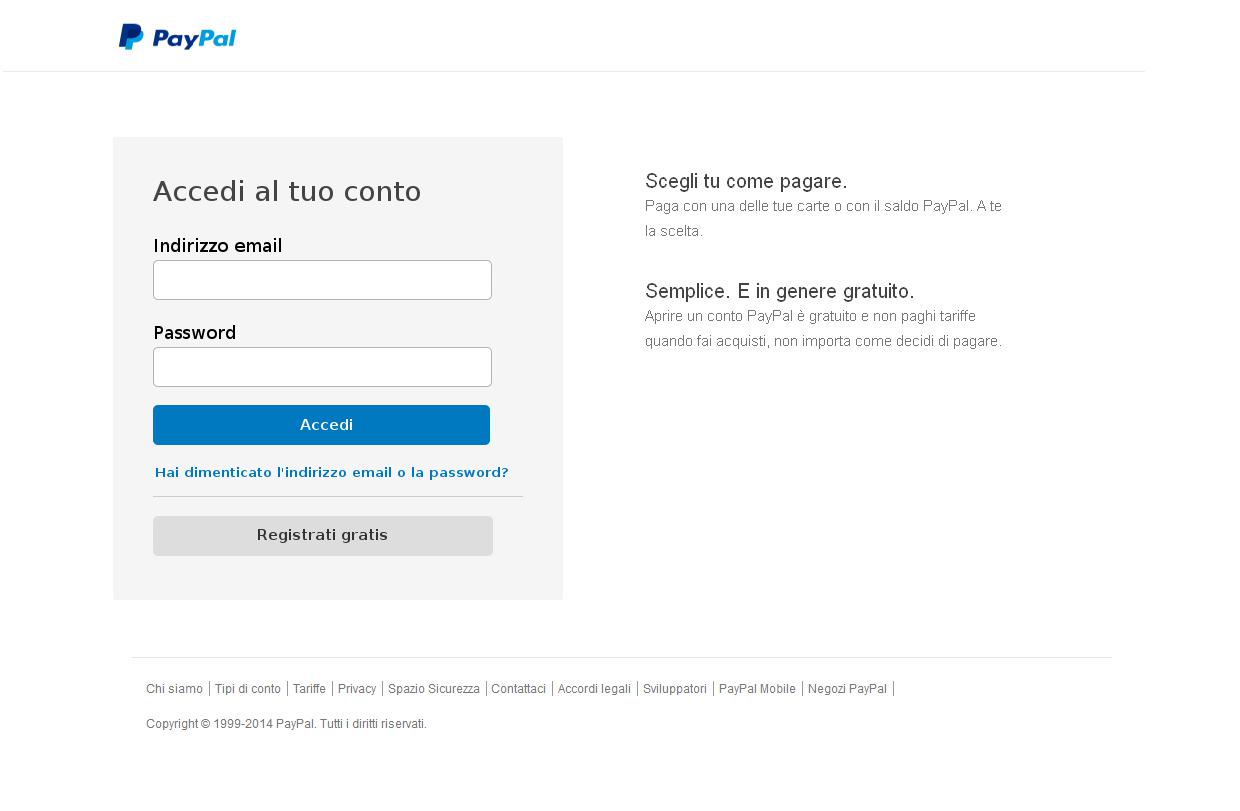 PayPal
Accedi al tuo conto
Indirizzo email
Password
Accedi
Hai dimenticato l'indirizzo email o la password?
Registrati gratis
Scegli tu come pagare.
Paga con una delle tue carte o con il saldo PayPal. A te
la scelta.
Semplice. E in genere gratuito.
Aprire un conto PayPal è gratuito e non paghi tariffe
quando fai acquisti, non importa come decidi di pagare.
Chi siamo | Tipi di conto | Tariffe | Privacy | Spazio Sicurezza | Contattaci | Accordi legali | Sviluppatori | PayPal Mobile | Negozi PayPal |
Copyright © 1999-2014 PayPal. Tutti i diritti riservati.